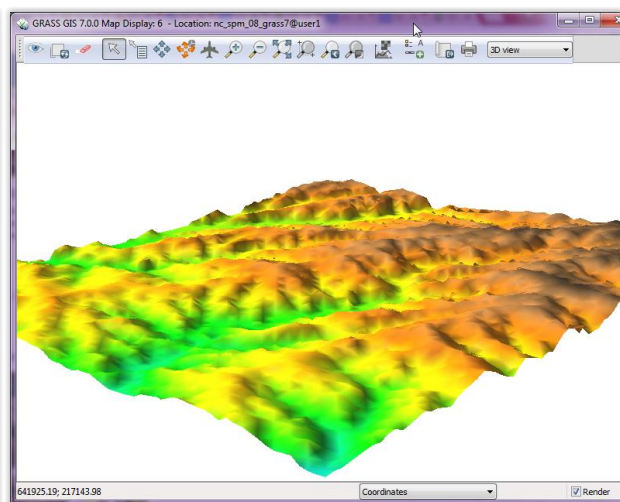 GRASS GIS 7.0.0 Map Display: 6 - Location: nc_spm_08_grass7@user1
3D view
641925.19; 217143.98
Coordinates
Render